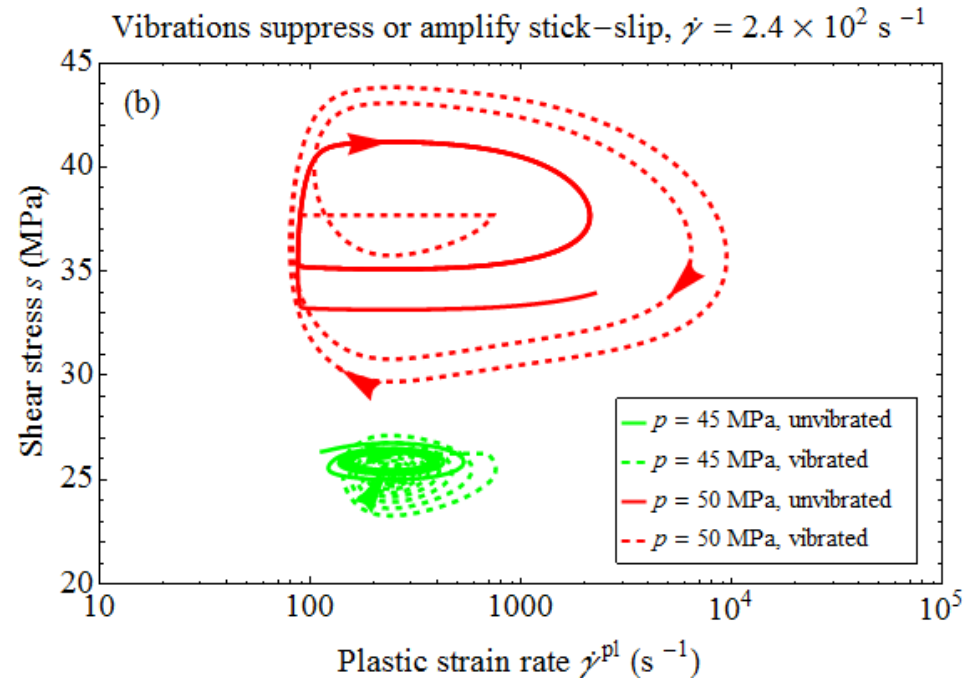 Vibrations suppress or amplify stick−slip, γ̇ = 2.4 × 10² s ⁻¹
(b)
Shear stress s (MPa)
45
40
35
30
25
20
p = 45 MPa, unvibrated
p = 45 MPa, vibrated
p = 50 MPa, unvibrated
p = 50 MPa, vibrated
10 100 1000 10⁴ 10⁵
Plastic strain rate γ̇ᵖˡ (s ⁻¹)